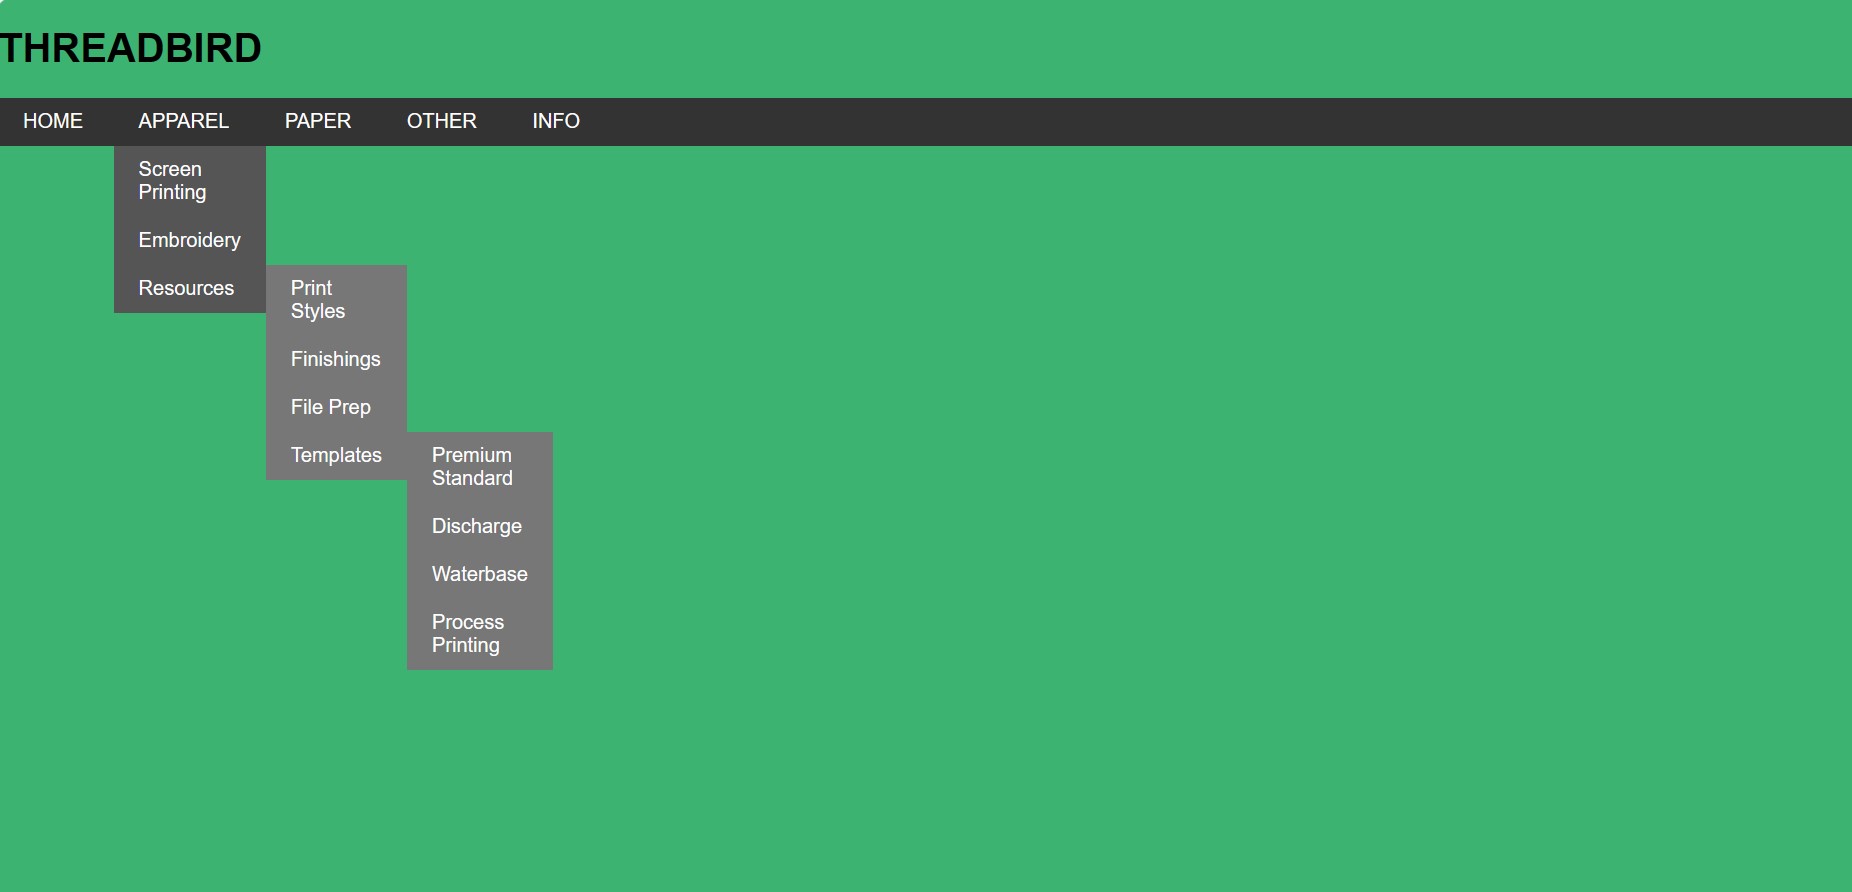 THREADBIRD
HOME APPAREL PAPER OTHER INFO
Screen
Printing
Embroidery
Resources
Print
Styles
Finishings
File Prep
Templates
Premium
Standard
Discharge
Waterbase
Process
Printing